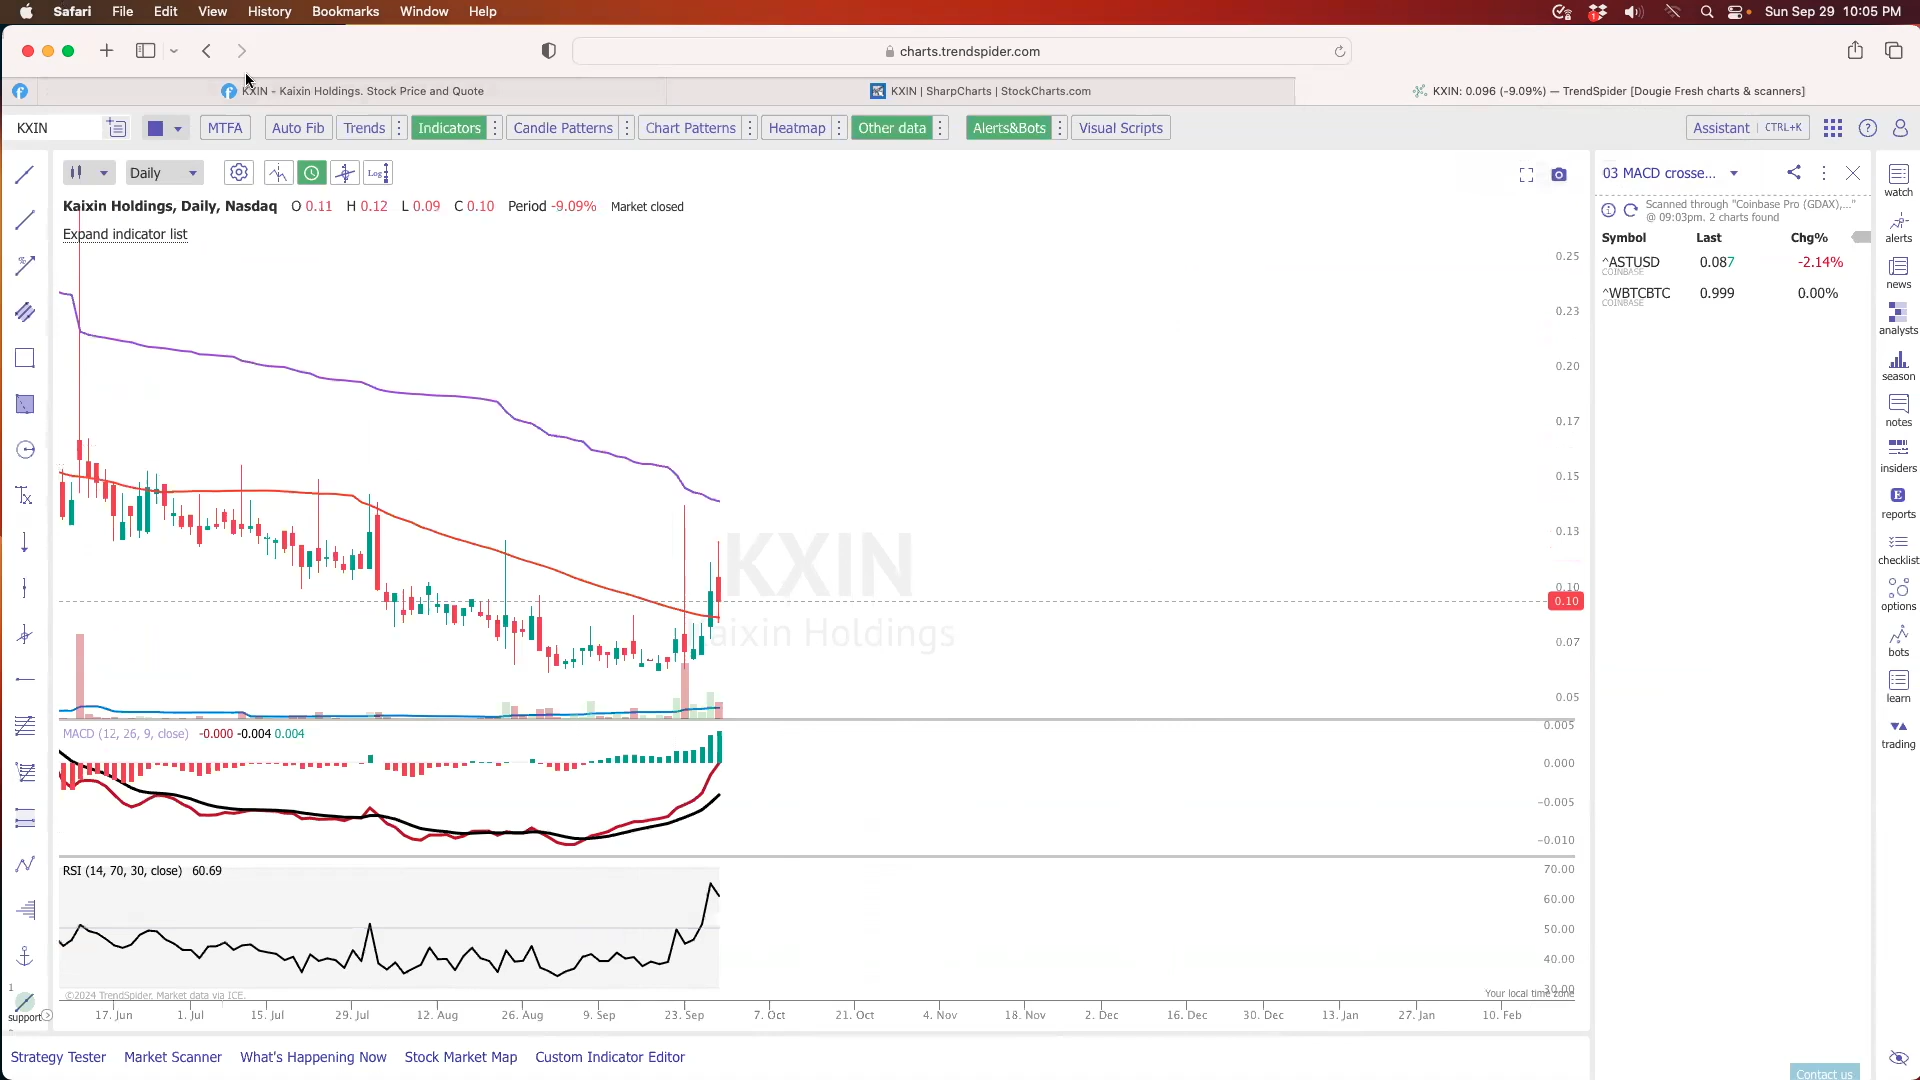 Safari File Edit View History Bookmarks Window Help Sun Sep 29 10:05 PM
charts.trendspider.com
KXIN - Kaixin Holdings. Stock Price and Quote KXIN | SharpCharts | StockCharts.com KXIN: 0.096 (-9.09%) — TrendSpider [Dougie Fresh charts & scanners]
KXIN MTFA Auto Fib Trends Indicators Candle Patterns Chart Patterns Heatmap Other data Alerts&Bots Visual Scripts Assistant CTRL+K
Daily Log
Kaixin Holdings, Daily, Nasdaq O 0.11 H 0.12 L 0.09 C 0.10 Period -9.09% Market closed
Expand indicator list
0.25
0.23
0.20
0.17
0.15
0.13
0.10
0.10
0.07
0.05
KXIN
aixin Holdings
MACD (12, 26, 9, close) -0.000 -0.004 0.004
0.005
0.000
-0.005
-0.010
RSI (14, 70, 30, close) 60.69
70.00
60.00
50.00
40.00
30.00
©2024 TrendSpider. Market data via ICE.
Your local time zone
17. Jun 1. Jul 15. Jul 29. Jul 12. Aug 26. Aug 9. Sep 23. Sep 7. Oct 21. Oct 4. Nov 18. Nov 2. Dec 16. Dec 30. Dec 13. Jan 27. Jan 10. Feb
1
support
Strategy Tester Market Scanner What's Happening Now Stock Market Map Custom Indicator Editor
03 MACD crosse...
Scanned through "Coinbase Pro (GDAX),..."
@ 09:03pm. 2 charts found
Symbol Last Chg%
^ASTUSD 0.087 -2.14%
COINBASE
^WBTCBTC 0.999 0.00%
COINBASE
watch
alerts
news
analysts
season
notes
insiders
E
reports
checklist
options
bots
learn
trading
Contact us